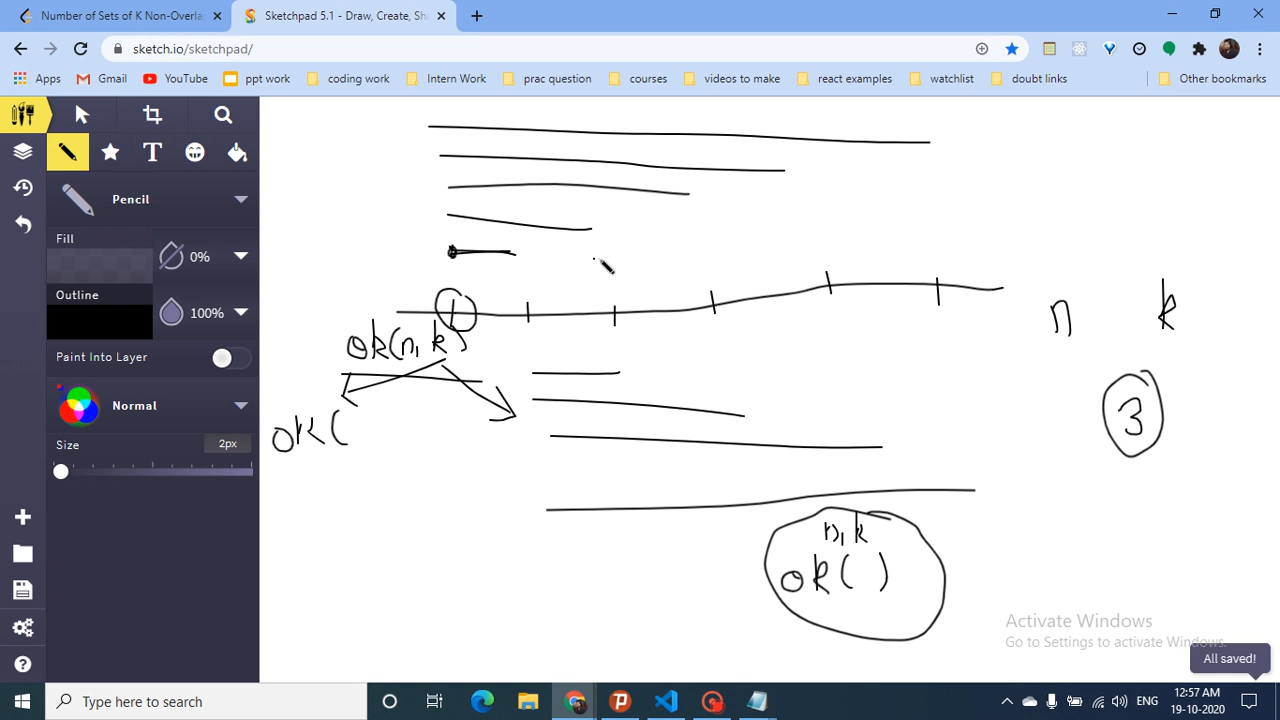 Number of Sets of K Non-Overla
Sketchpad 5.1 - Draw, Create, Sha
sketch.io/sketchpad/
Apps
Gmail
YouTube
ppt work
coding work
Intern Work
prac question
courses
videos to make
react examples
watchlist
doubt links
Other bookmarks
Pencil
Fill
0%
Outline
100%
Paint Into Layer
Normal
Size
2px
n k
ok(n, k)
ok(
3
n, k
ok( )
Activate Windows
Go to Settings to activate Windows.
All saved!
Type here to search
ENG
12:57 AM
19-10-2020